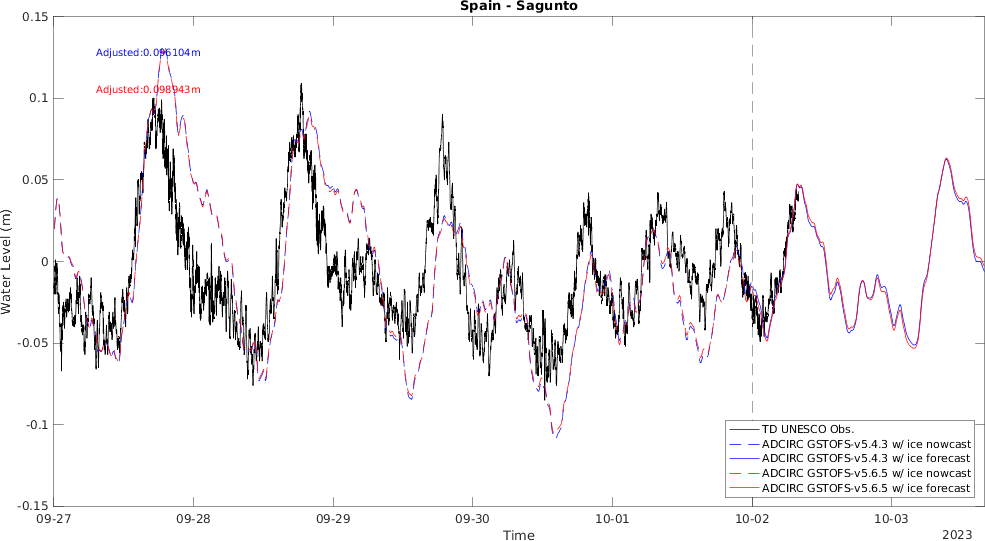 Spain - Sagunto
0.15
Adjusted:0.096104m
Adjusted:0.098943m
0.1
0.05
0
-0.05
-0.1
-0.15
Water Level (m)
TD UNESCO Obs.
ADCIRC GSTOFS-v5.4.3 w/ ice nowcast
ADCIRC GSTOFS-v5.4.3 w/ ice forecast
ADCIRC GSTOFS-v5.6.5 w/ ice nowcast
ADCIRC GSTOFS-v5.6.5 w/ ice forecast
09-27 09-28 09-29 09-30 10-01 10-02 10-03
Time
2023